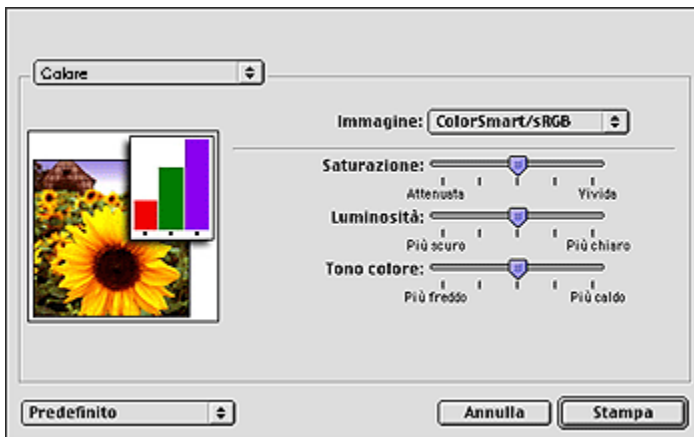 Colore
Immagine: ColorSmart/sRGB
Saturazione:
Attenuata Vivida
Luminosità:
Più scuro Più chiaro
Tono colore:
Più freddo Più caldo
Predefinito Annulla Stampa